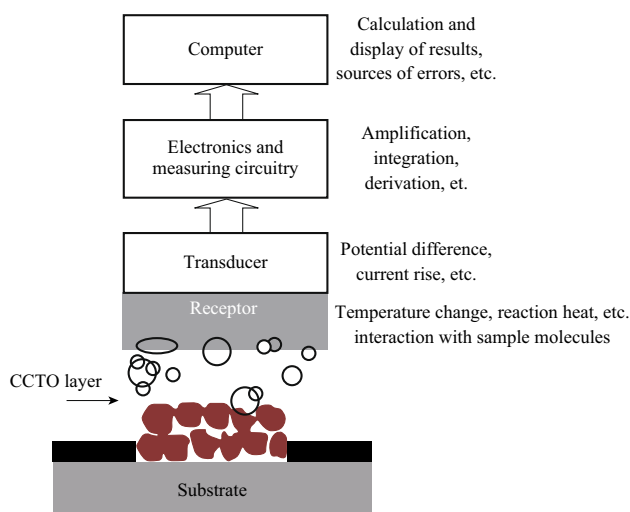 Computer
Calculation and
display of results,
sources of errors, etc.
Electronics and
measuring circuitry
Amplification,
integration,
derivation, et.
Transducer
Potential difference,
current rise, etc.
Receptor
Temperature change, reaction heat, etc.
interaction with sample molecules
CCTO layer
Substrate